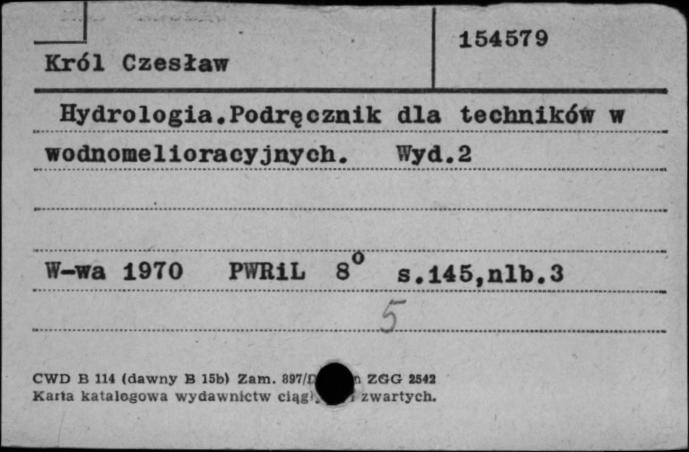 154579
Król Czesław
Hydrologia.Podręcznik dla techników w
wodnomelioracyjnych. Wyd.2
W-wa 1970 PWRiL 8° s.145,nlb.3
5
CWD B 114 (dawny B 15b) Zam. 897/ ZGG 2542
Karta katalogowa wydawnictw zwartych.